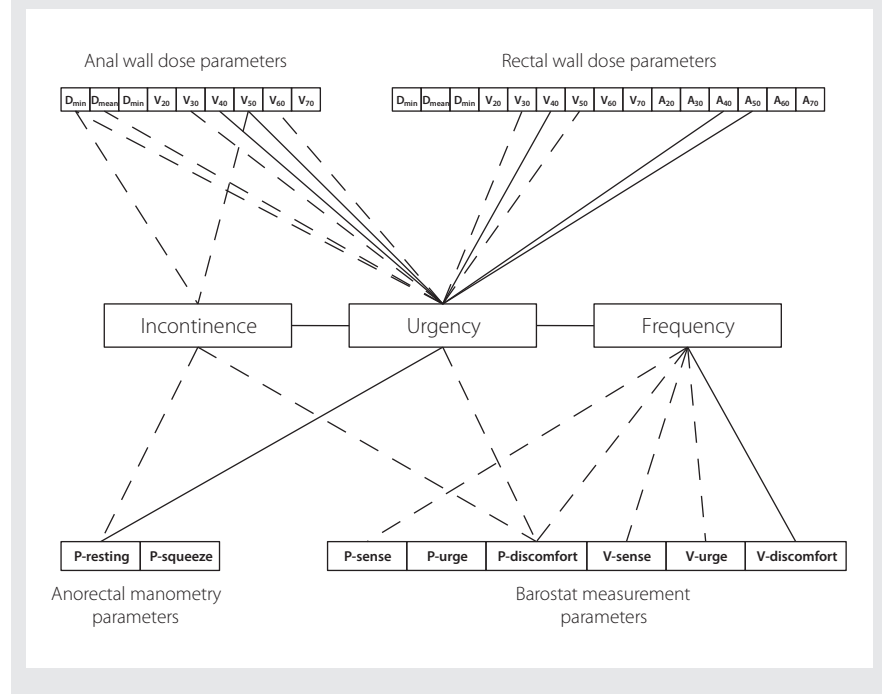 Anal wall dose parameters
Rectal wall dose parameters
Dmin Dmean Dmin V20 V30 V40 V50 V60 V70
Dmin Dmean Dmin V20 V30 V40 V50 V60 V70 A20 A30 A40 A50 A60 A70
Incontinence
Urgency
Frequency
P-resting P-squeeze
P-sense P-urge P-discomfort V-sense V-urge V-discomfort
Anorectal manometry
parameters
Barostat measurement
parameters